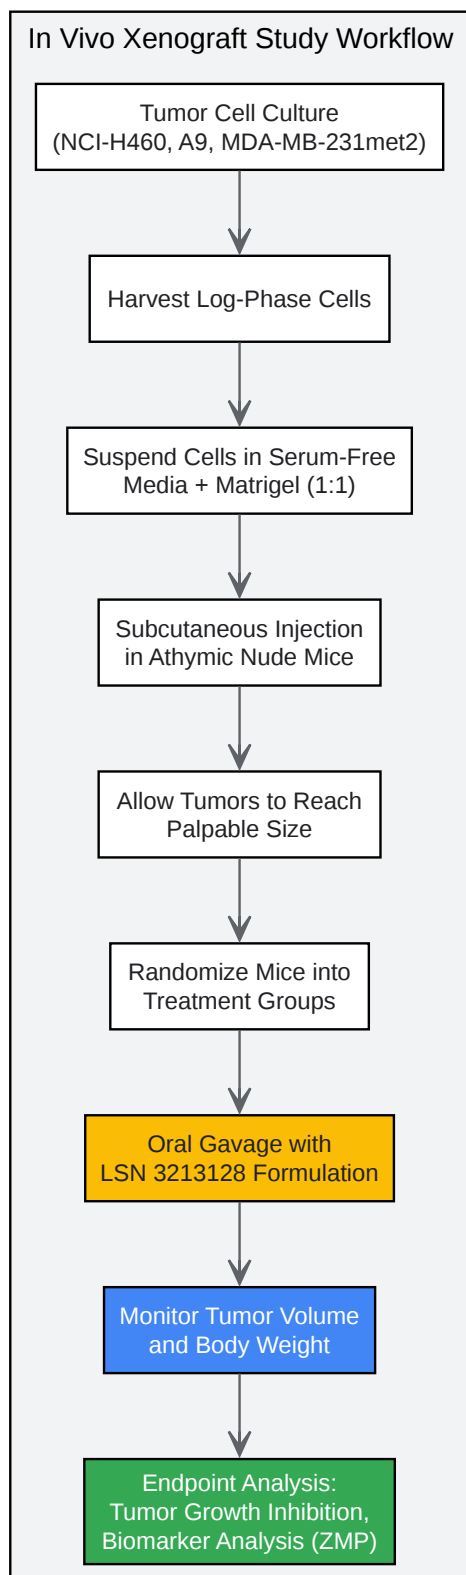 In Vivo Xenograft Study Workflow
Tumor Cell Culture
(NCI-H460, A9, MDA-MB-231met2)
Harvest Log-Phase Cells
Suspend Cells in Serum-Free
Media + Matrigel (1:1)
Subcutaneous Injection
in Athymic Nude Mice
Allow Tumors to Reach
Palpable Size
Randomize Mice into
Treatment Groups
Oral Gavage with
LSN 3213128 Formulation
Monitor Tumor Volume
and Body Weight
Endpoint Analysis:
Tumor Growth Inhibition,
Biomarker Analysis (ZMP)